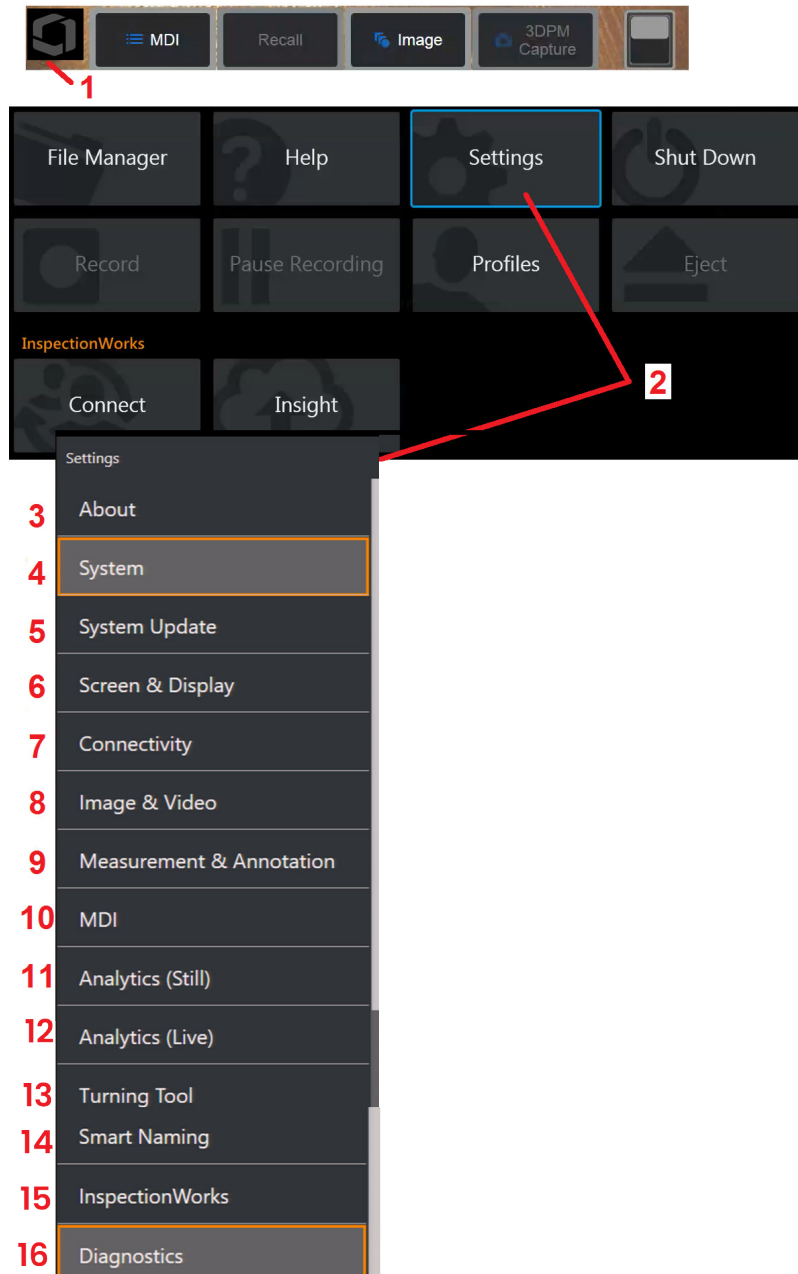 MDI
Recall
Image
3DPM
Capture
1
File Manager
Help
Settings
Shut Down
Record
Pause Recording
Profiles
Eject
InspectionWorks
2
Connect
Insight
Settings
3 About
4 System
5 System Update
6 Screen & Display
7 Connectivity
8 Image & Video
9 Measurement & Annotation
10 MDI
11 Analytics (Still)
12 Analytics (Live)
13 Turning Tool
14 Smart Naming
15 InspectionWorks
16 Diagnostics